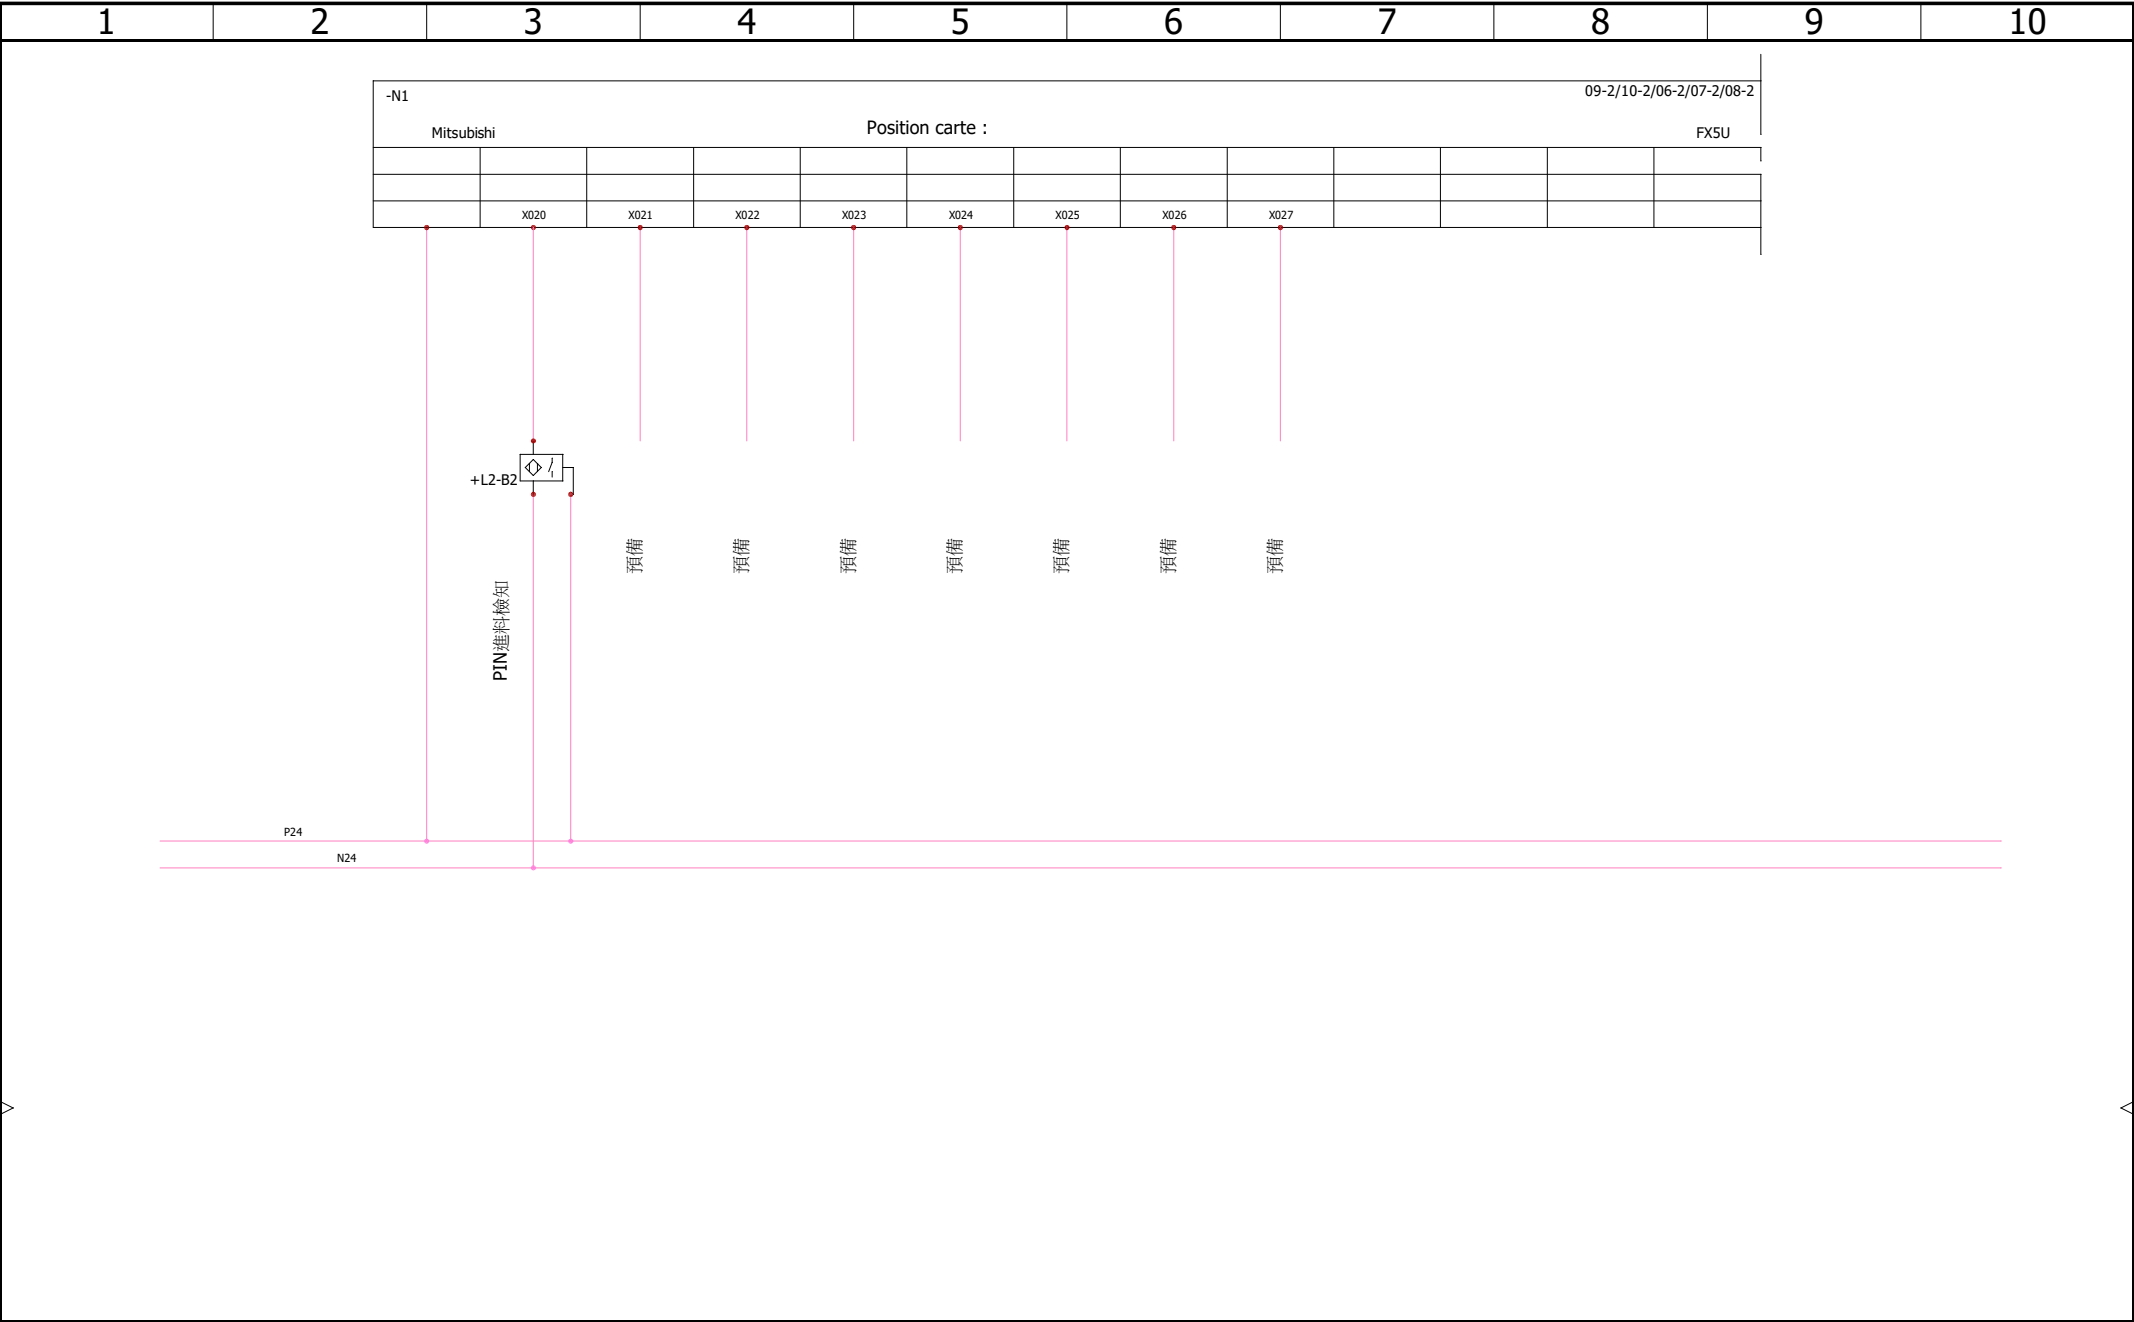 1 2 3 4 5 6 7 8 9 10
-N1 09-2/10-2/06-2/07-2/08-2
Mitsubishi Position carte : FX5U
X020 X021 X022 X023 X024 X025 X026 X027
+L2-B2
PIN進料檢知
預備
預備
預備
預備
預備
預備
預備
P24
N24